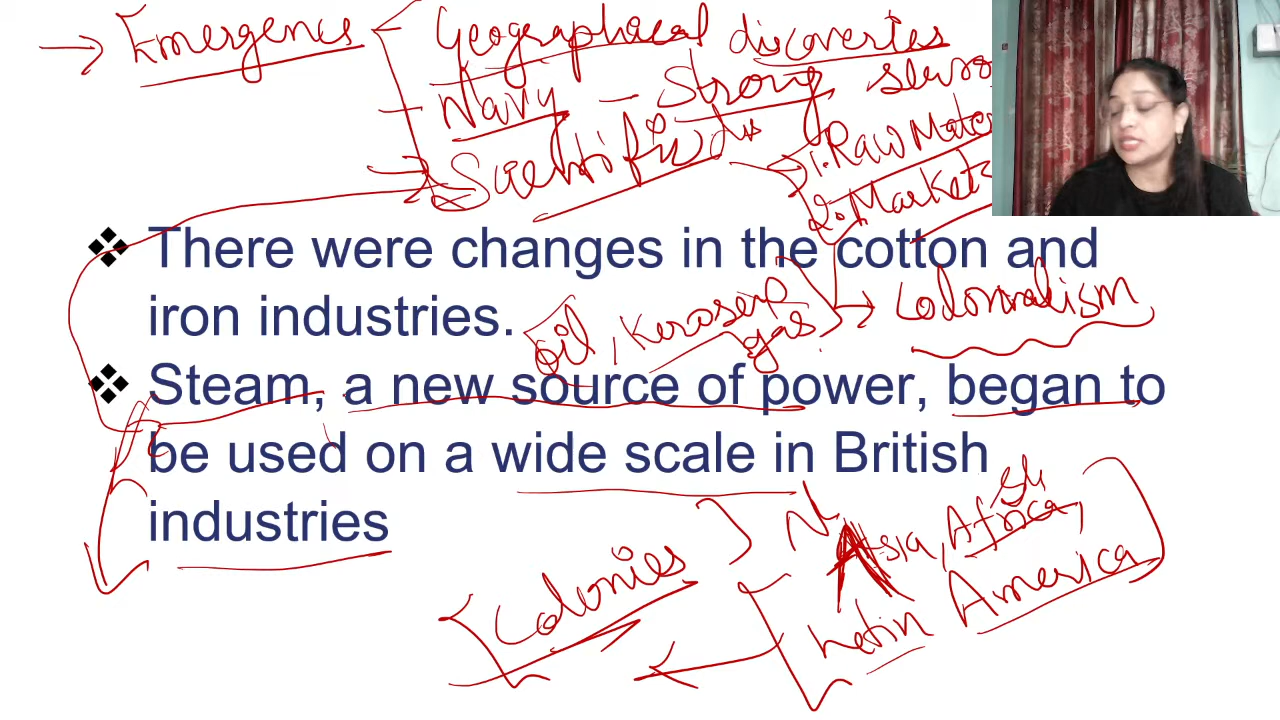 → Emergence
Geographical discoveries
Navy – Strong
Scientific
1. Raw Mate
2. Markets
❖ There were changes in the cotton and
iron industries.
oil, Kerosene
gas
Colonialism
❖ Steam, a new source of power, began to
be used on a wide scale in British
industries
Colonies
Asia, Africa,
Latin America